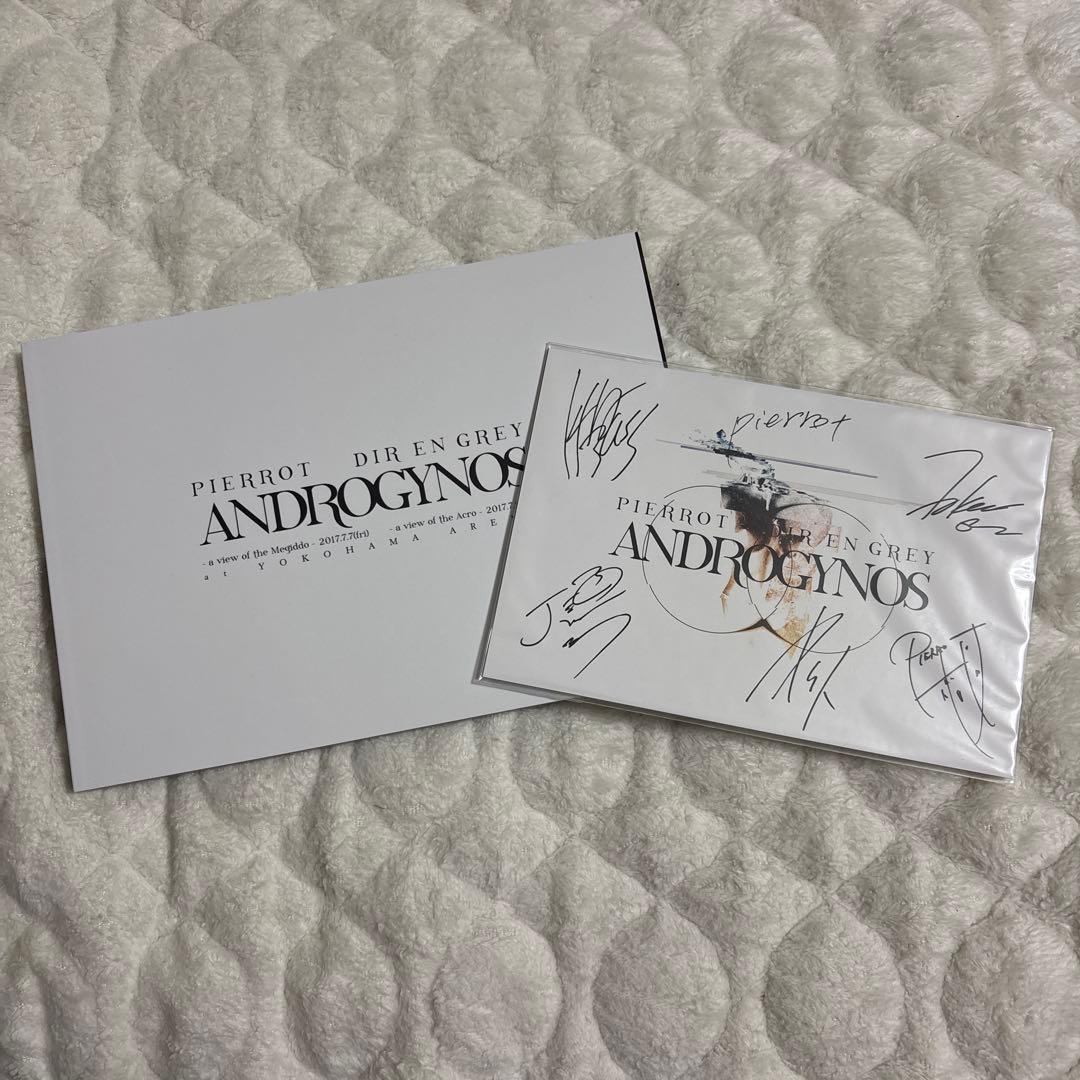 PIERROT DIR EN GREY
ANDROGYNOS
- a view of the Megiddo - 2017.7.7(fri) - a view of the Acro - 2017.7
at YOKOHAMA ARE
pierrot
PIERROT DIR EN GREY
ANDROGYNOS
PIERROT